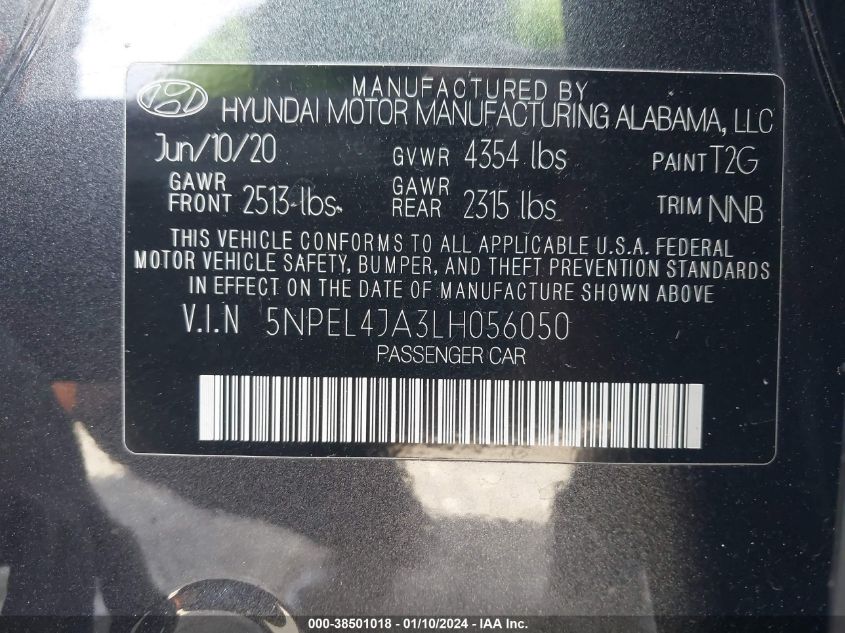 MANUFACTURED BY
HYUNDAI MOTOR MANUFACTURING ALABAMA, LLC
Jun/10/20 GVWR 4354 lbs PAINT T2G
GAWR FRONT 2513 lbs GAWR REAR 2315 lbs TRIM NNB
THIS VEHICLE CONFORMS TO ALL APPLICABLE U.S.A. FEDERAL
MOTOR VEHICLE SAFETY, BUMPER, AND THEFT PREVENTION STANDARDS
IN EFFECT ON THE DATE OF MANUFACTURE SHOWN ABOVE
V.I.N 5NPEL4JA3LH056050
PASSENGER CAR
000-38501018 - 01/10/2024 - IAA Inc.